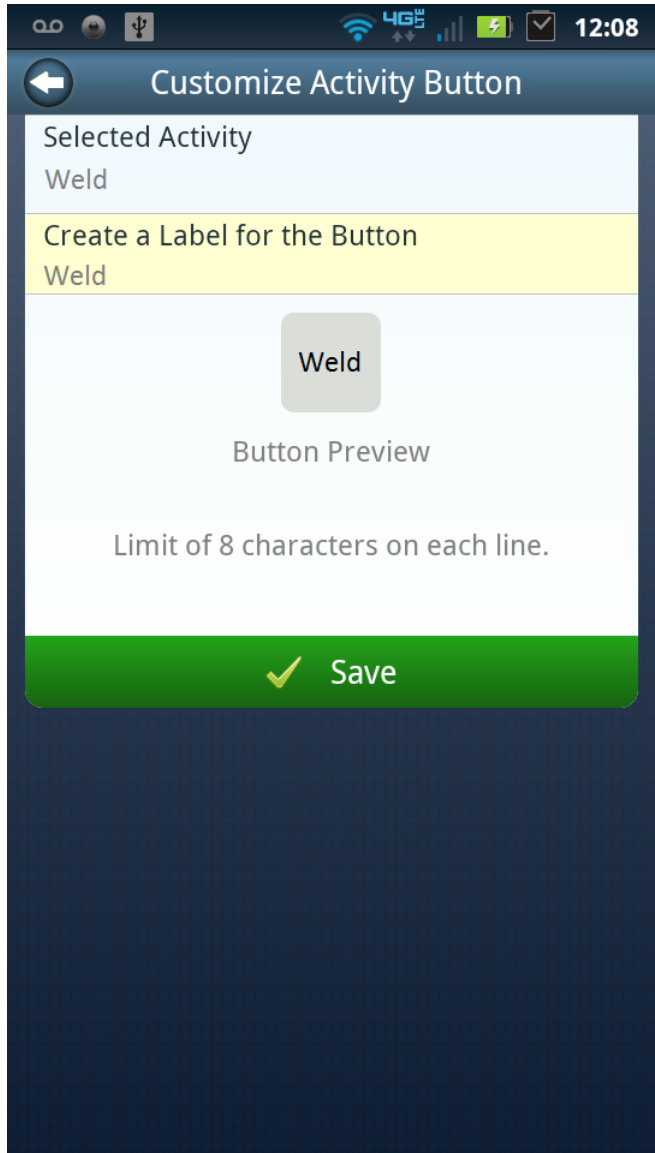 4G LTE 12:08
Customize Activity Button
Selected Activity
Weld
Create a Label for the Button
Weld
Weld
Button Preview
Limit of 8 characters on each line.
Save